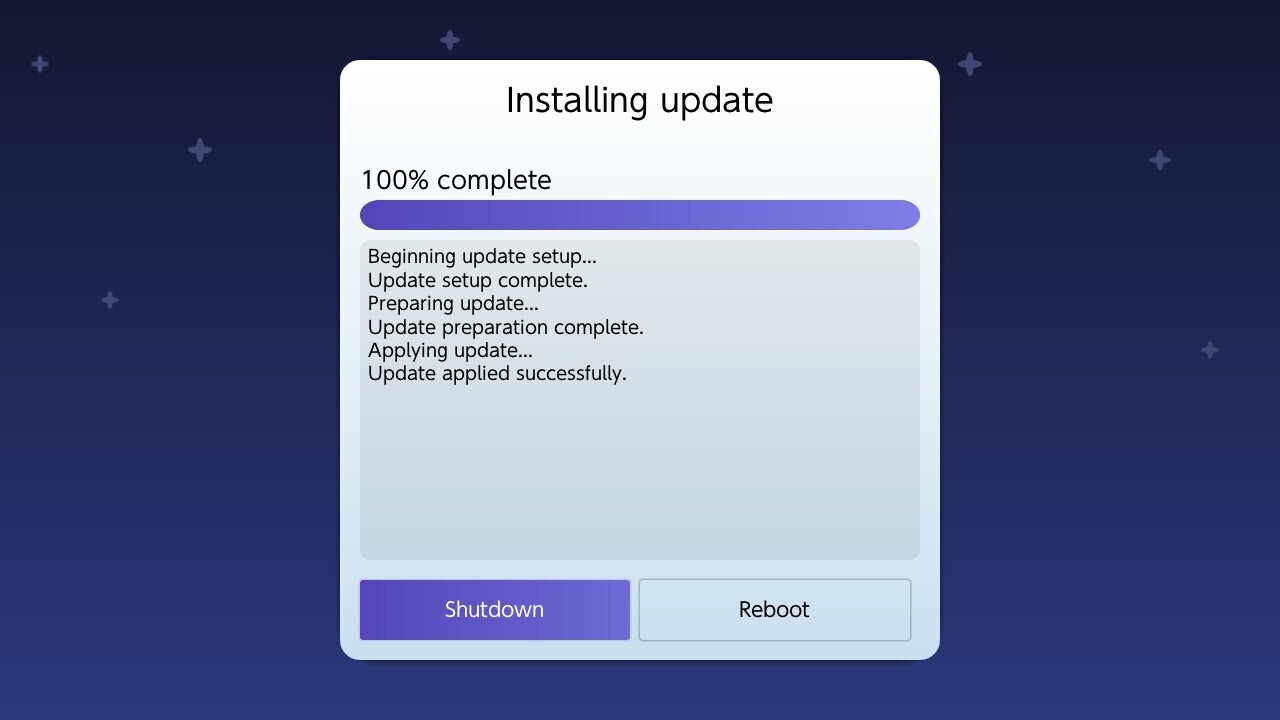 Installing update
100% complete
Beginning update setup...
Update setup complete.
Preparing update...
Update preparation complete.
Applying update...
Update applied successfully.
Shutdown
Reboot